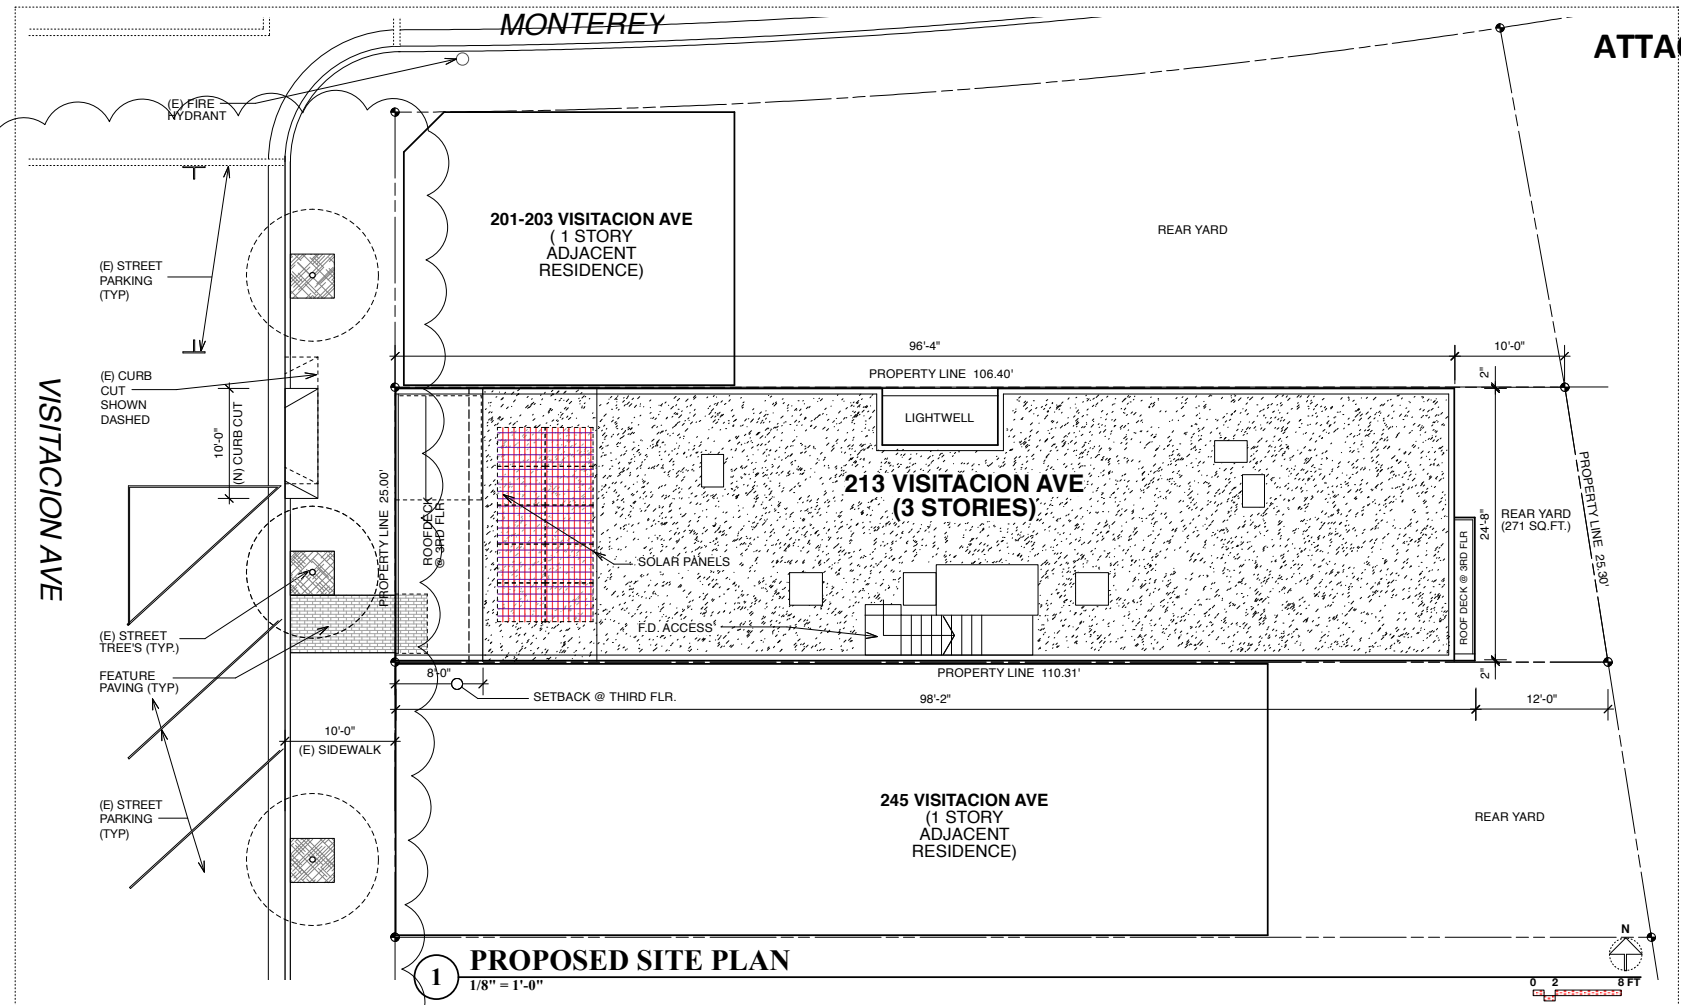 MONTEREY
ATTAC
(E) FIRE
HYDRANT
201-203 VISITACION AVE
( 1 STORY
ADJACENT
RESIDENCE)
REAR YARD
(E) STREET
PARKING
(TYP)
96'-4"
10'-0"
PROPERTY LINE 106.40'
2"
(E) CURB
CUT
SHOWN
DASHED
VISITACION AVE
10'-0"
(N) CURB CUT
LIGHTWELL
PROPERTY LINE 25.00'
ROOF DECK
@ 3RD FLR
213 VISITACION AVE
(3 STORIES)
24'-8"
REAR YARD
(271 SQ.FT.)
PROPERTY LINE 25.30'
SOLAR PANELS
ROOF DECK @ 3RD FLR
F.D. ACCESS
(E) STREET
TREE'S (TYP.)
FEATURE
PAVING (TYP)
8'-0"
PROPERTY LINE 110.31'
2"
SETBACK @ THIRD FLR.
98'-2"
12'-0"
10'-0"
(E) SIDEWALK
(E) STREET
PARKING
(TYP)
245 VISITACION AVE
(1 STORY
ADJACENT
RESIDENCE)
REAR YARD
1
PROPOSED SITE PLAN
1/8" = 1'-0"
N
0 2 8 FT